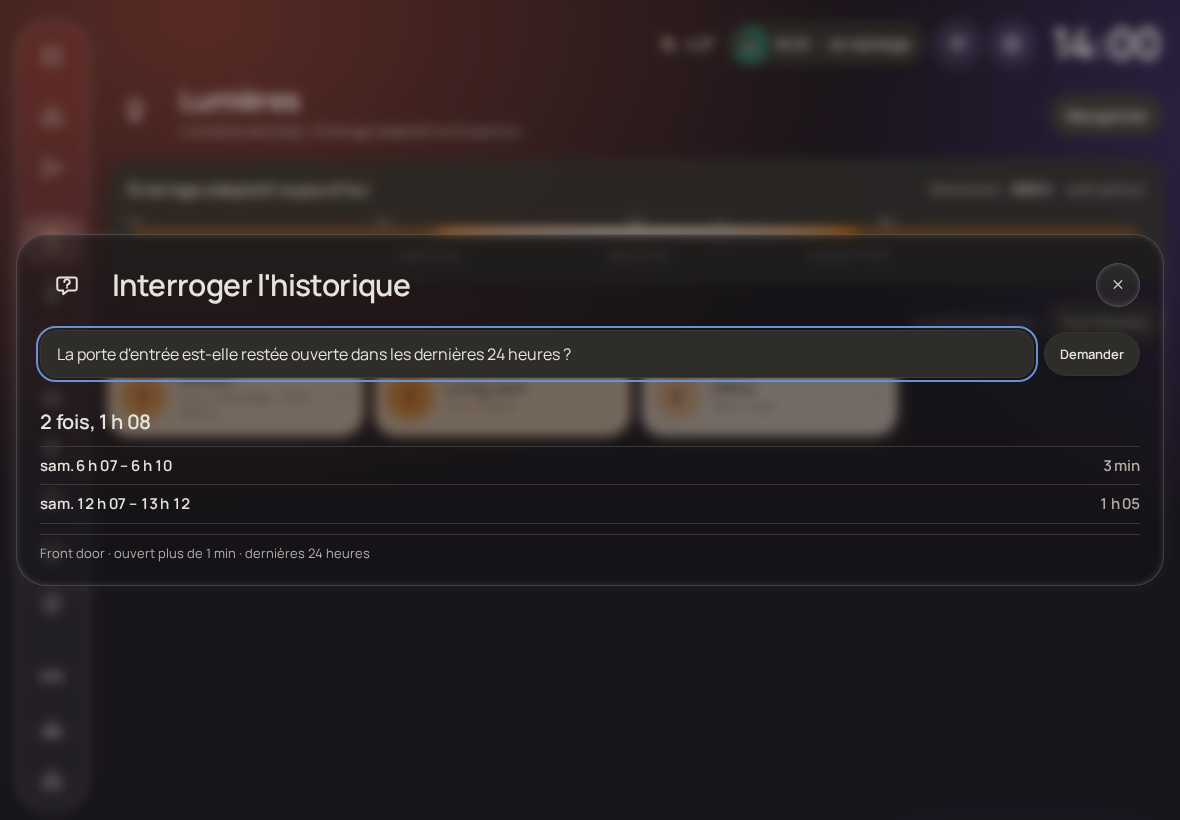 14:00
Lumières
Interroger l'historique
La porte d'entrée est-elle restée ouverte dans les dernières 24 heures ?
Demander
2 fois, 1 h 08
sam. 6 h 07 – 6 h 10
3 min
sam. 12 h 07 – 13 h 12
1 h 05
Front door · ouvert plus de 1 min · dernières 24 heures